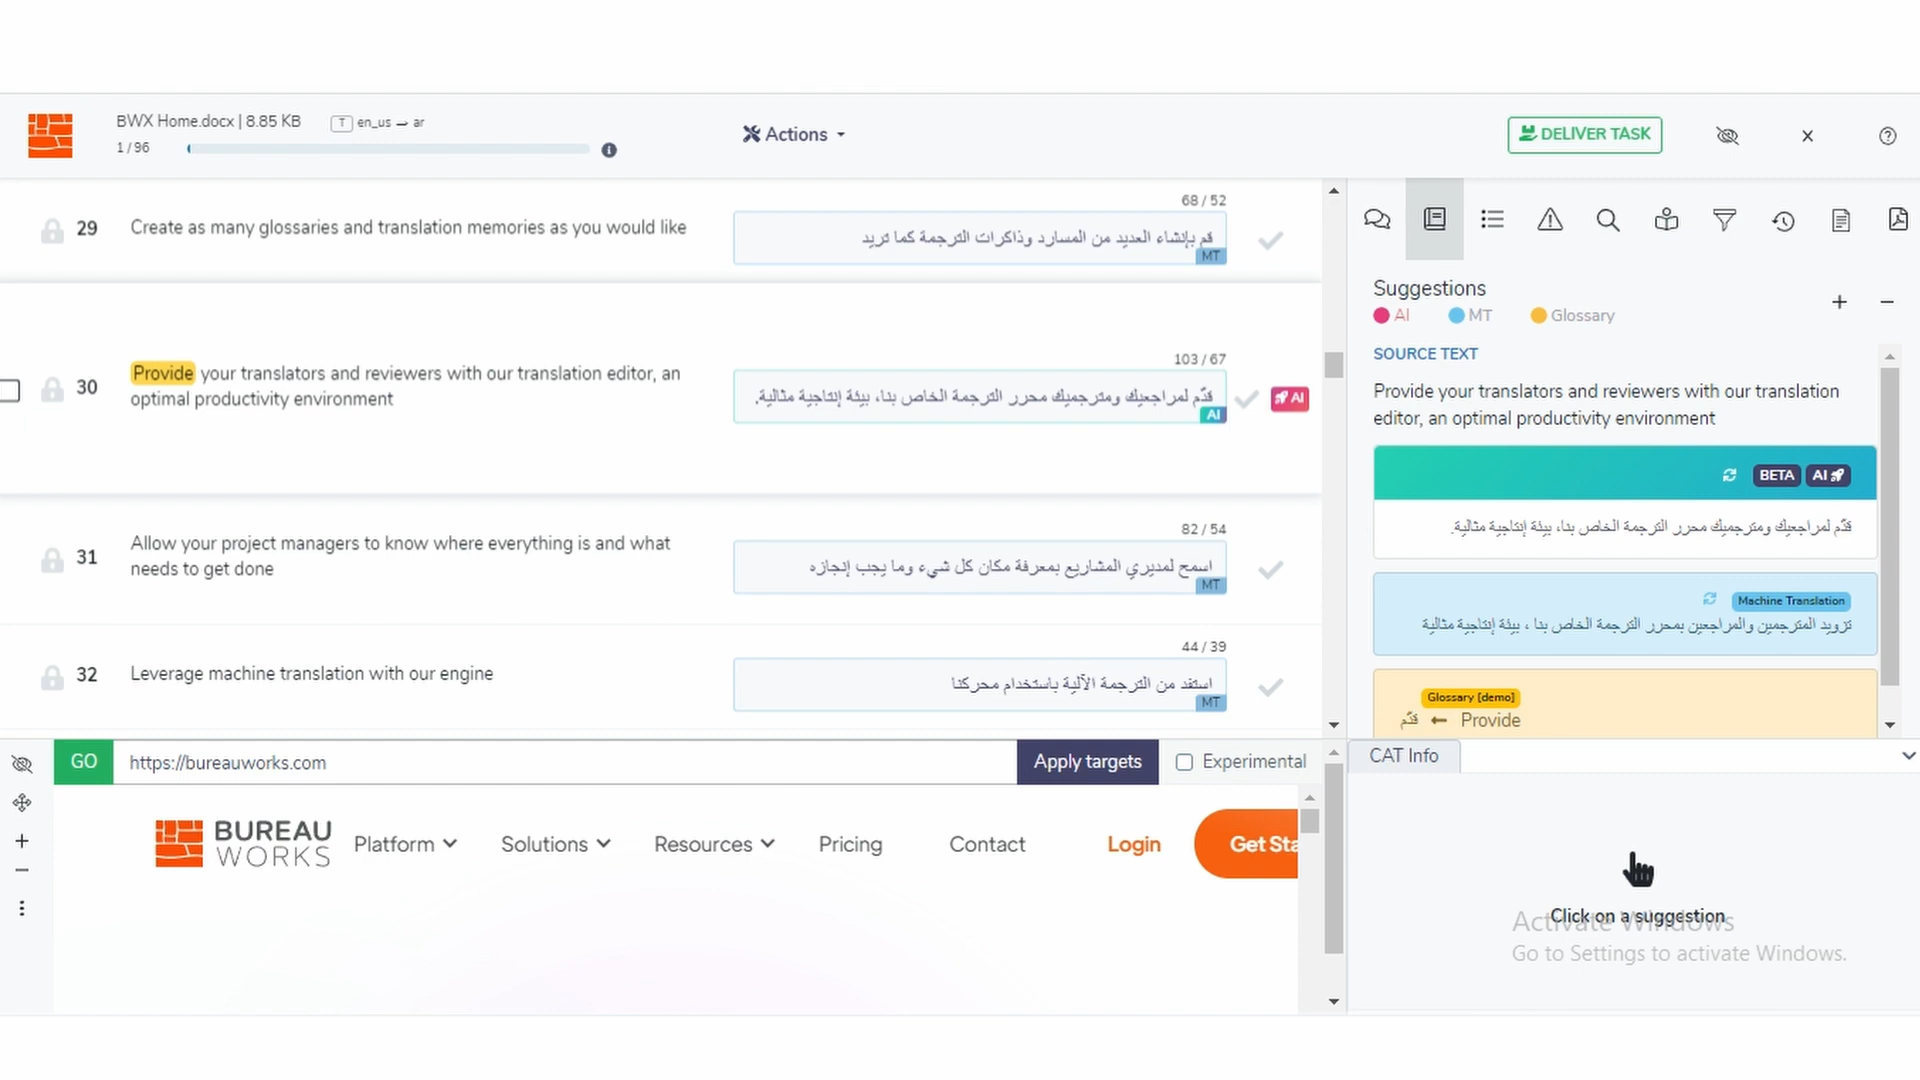 BWX Home.docx | 8.85 KB
T en_us → ar
1 / 96
Actions
DELIVER TASK
68 / 52
29
Create as many glossaries and translation memories as you would like
قم بإنشاء العديد من المسارد وذاكرات الترجمة كما تريد
MT
103 / 67
30
Provide your translators and reviewers with our translation editor, an
optimal productivity environment
قدّم لمراجعيك ومترجميك محرر الترجمة الخاص بنا، بيئة إنتاجية مثالية.
AI
AI
82 / 54
31
Allow your project managers to know where everything is and what
needs to get done
اسمح لمديري المشاريع بمعرفة مكان كل شيء وما يجب إنجازه
MT
44 / 39
32
Leverage machine translation with our engine
استفد من الترجمة الآلية باستخدام محركنا
MT
Suggestions
AI MT Glossary
SOURCE TEXT
Provide your translators and reviewers with our translation
editor, an optimal productivity environment
BETA AI
قدّم لمراجعيك ومترجميك محرر الترجمة الخاص بنا، بيئة إنتاجية مثالية.
Machine Translation
تزويد المترجمين والمراجعين بمحرر الترجمة الخاص بنا ، بيئة إنتاجية مثالية
Glossary [demo]
قدّم ← Provide
GO
https://bureauworks.com
Apply targets
Experimental
BUREAU
WORKS
Platform
Solutions
Resources
Pricing
Contact
Login
Get Sta
CAT Info
Click on a suggestion
Activate Windows
Go to Settings to activate Windows.